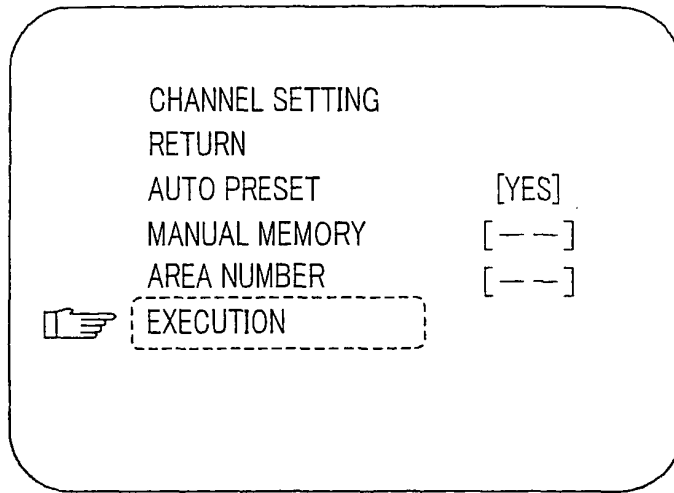 CHANNEL SETTING
RETURN
AUTO PRESET [YES]
MANUAL MEMORY [— —]
AREA NUMBER [— —]
EXECUTION